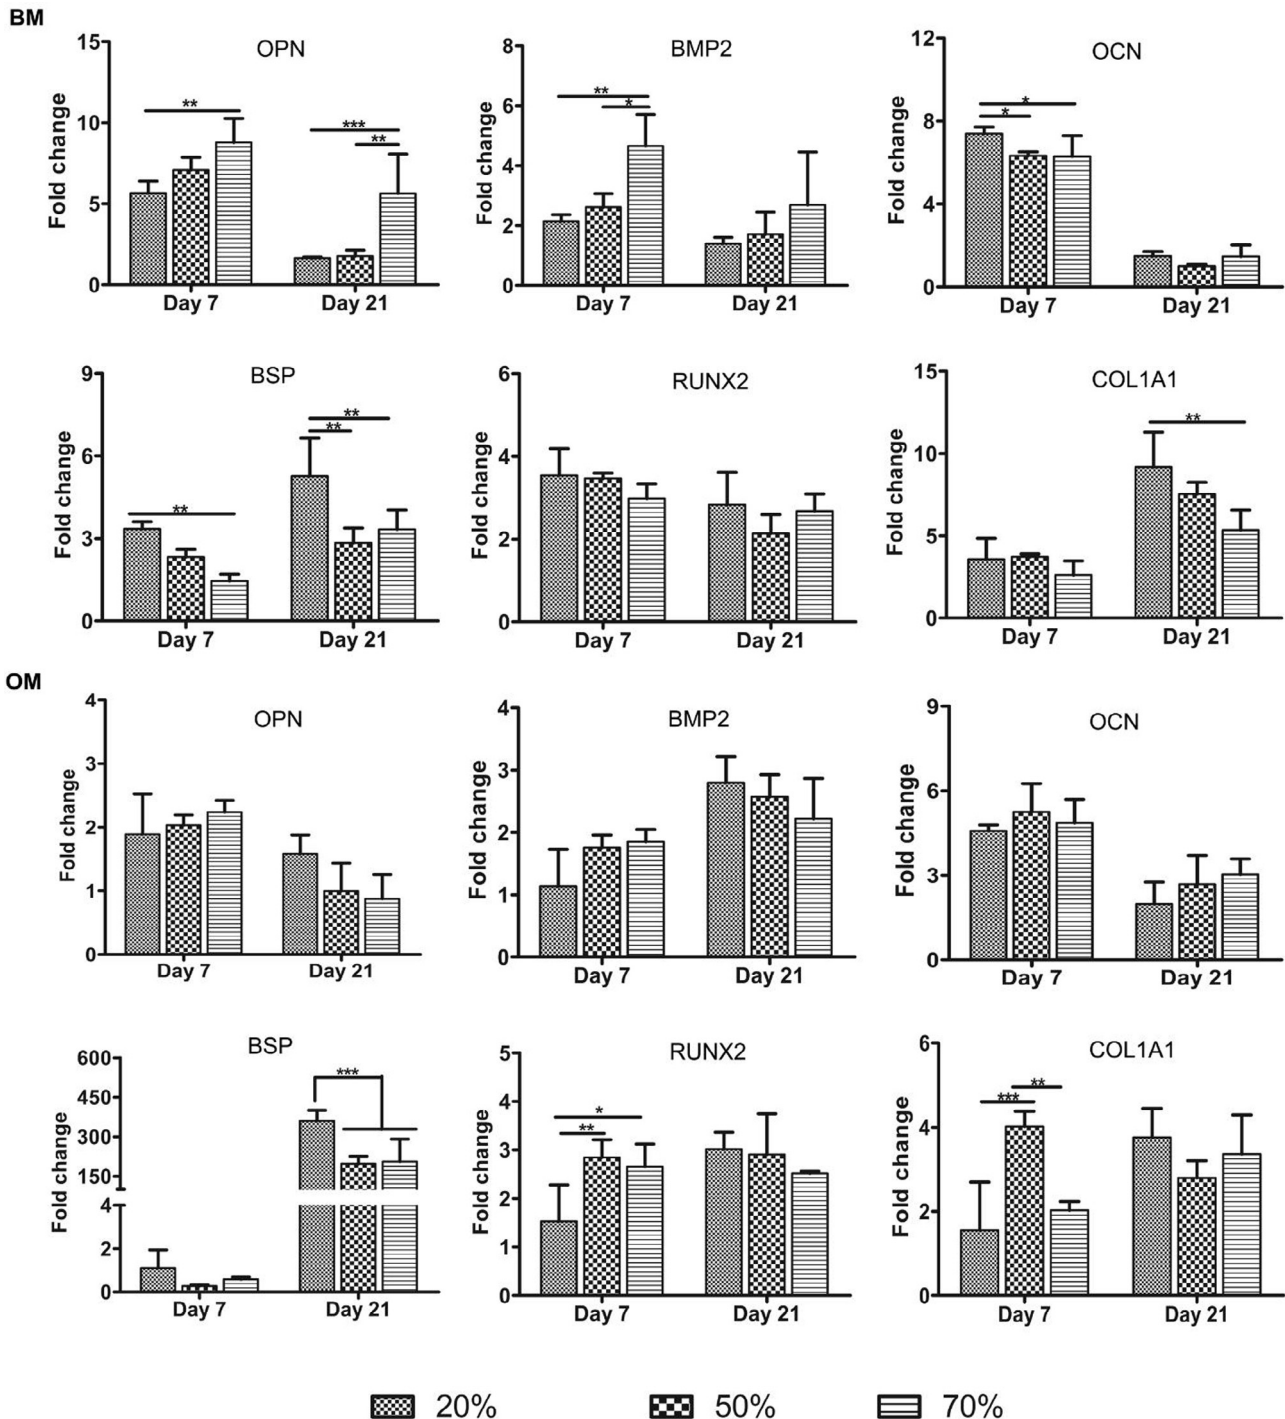 BM
OPN
Fold change
15
10
5
0
**
***
**
Day 7
Day 21
BMP2
Fold change
8
6
4
2
0
**
*
Day 7
Day 21
OCN
Fold change
12
8
4
0
*
*
Day 7
Day 21
BSP
Fold change
9
6
3
0
**
**
**
Day 7
Day 21
RUNX2
Fold change
6
4
2
0
Day 7
Day 21
COL1A1
Fold change
15
10
5
0
**
Day 7
Day 21
OM
OPN
Fold change
4
3
2
1
0
Day 7
Day 21
BMP2
Fold change
4
3
2
1
0
Day 7
Day 21
OCN
Fold change
9
6
3
0
Day 7
Day 21
BSP
Fold change
600
450
300
150
4
2
0
***
Day 7
Day 21
RUNX2
Fold change
5
4
3
2
1
0
*
**
Day 7
Day 21
COL1A1
Fold change
6
4
2
0
**
***
Day 7
Day 21
20%
50%
70%